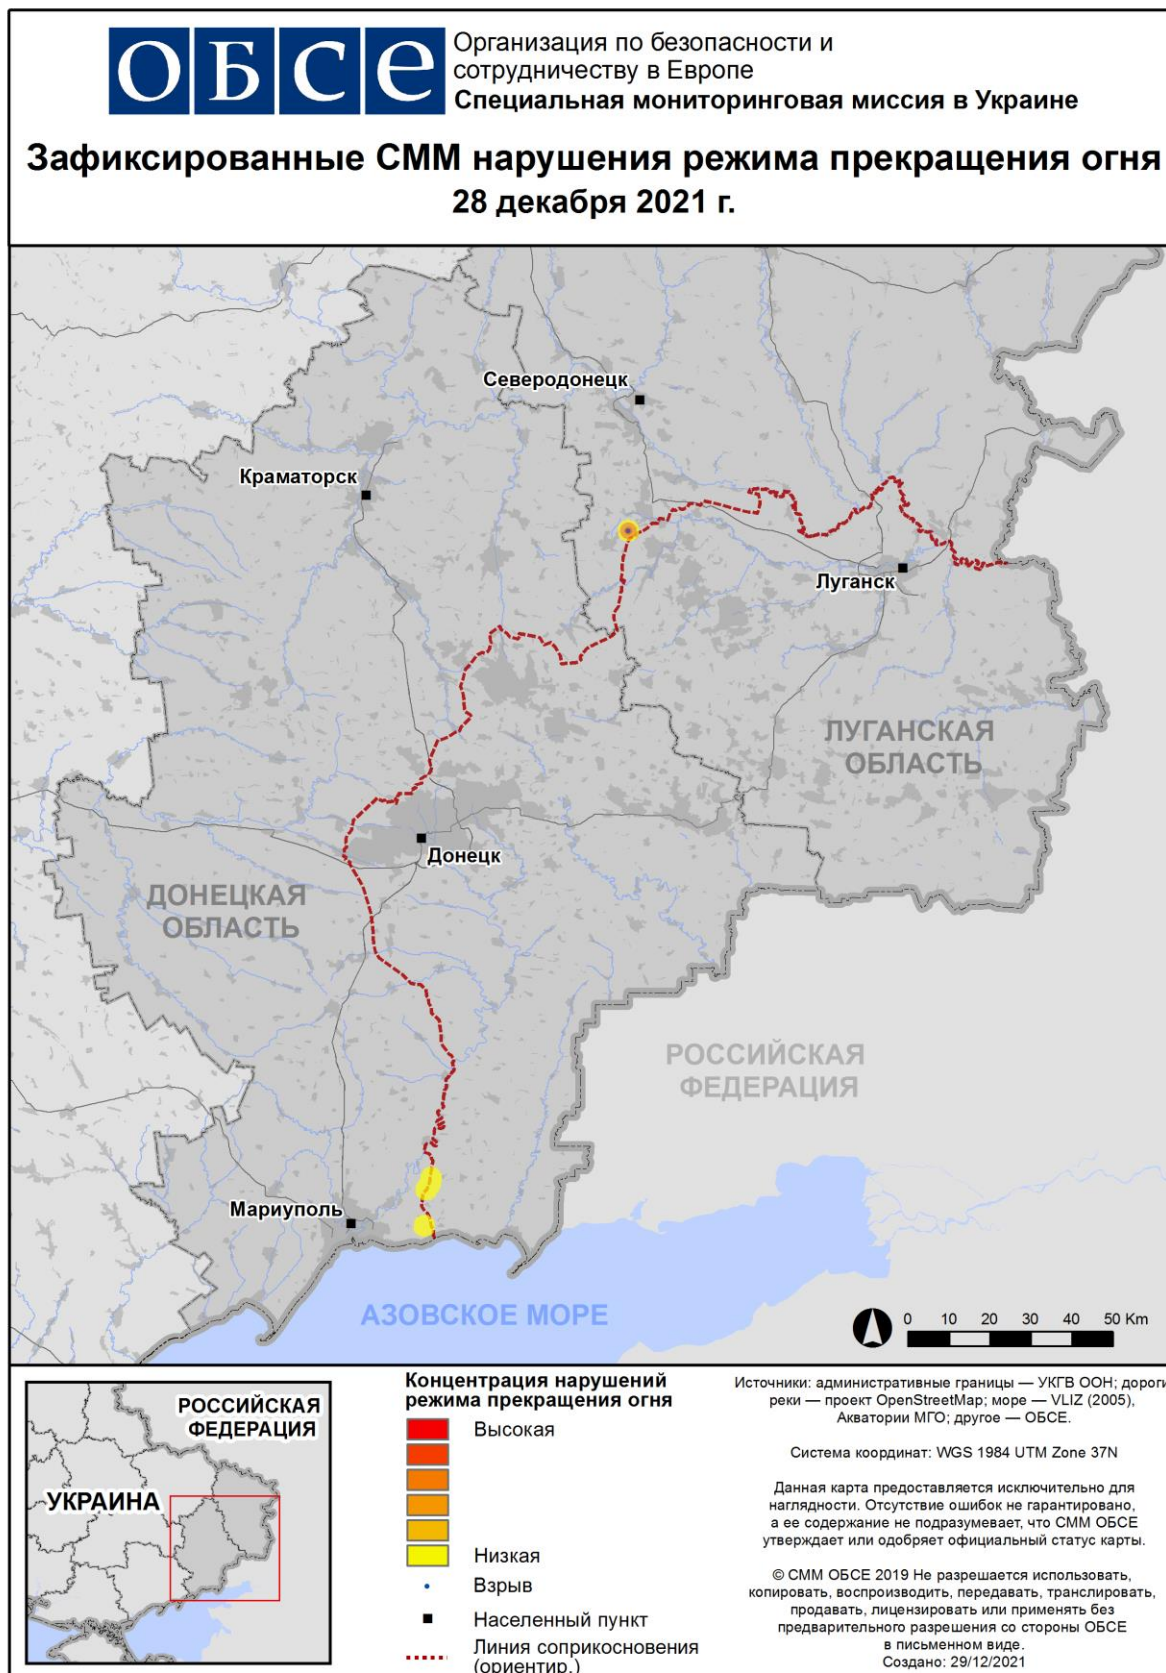 ОБСЕ
Организация по безопасности и
сотрудничеству в Европе
Специальная мониторинговая миссия в Украине
Зафиксированные СММ нарушения режима прекращения огня
28 декабря 2021 г.
Северодонецк
Краматорск
Луганск
ЛУГАНСКАЯ
ОБЛАСТЬ
Донецк
ДОНЕЦКАЯ
ОБЛАСТЬ
РОССИЙСКАЯ
ФЕДЕРАЦИЯ
Мариуполь
АЗОВСКОЕ МОРЕ
0 10 20 30 40 50 Km
РОССИЙСКАЯ
ФЕДЕРАЦИЯ
УКРАИНА
Концентрация нарушений
режима прекращения огня
Высокая
Низкая
Взрыв
Населенный пункт
Линия соприкосновения
(ориентир.)
Источники: административные границы — УКГВ ООН; дороги
реки — проект OpenStreetMap; море — VLIZ (2005),
Акватории МГО; другое — ОБСЕ.
Система координат: WGS 1984 UTM Zone 37N
Данная карта предоставляется исключительно для
наглядности. Отсутствие ошибок не гарантировано,
а ее содержание не подразумевает, что СММ ОБСЕ
утверждает или одобряет официальный статус карты.
© СММ ОБСЕ 2019 Не разрешается использовать,
копировать, воспроизводить, передавать, транслировать,
продавать, лицензировать или применять без
предварительного разрешения со стороны ОБСЕ
в письменном виде.
Создано: 29/12/2021